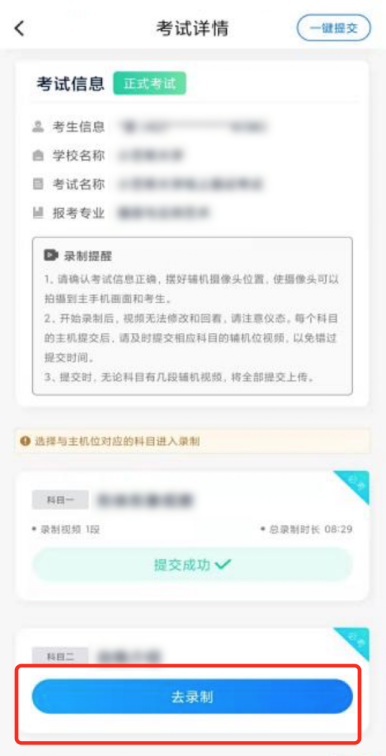 考试详情
一键提交
考试信息
正式考试
考生信息
学校名称
考试名称
报考专业
录制提醒
1、请确认考试信息正确，摆好辅机摄像头位置，使摄像头可以
拍摄到主手机画面和考生。
2、开始录制后，视频无法修改和回看，请注意仪态。每个科目
的主机提交后，请及时提交相应科目的辅机位视频，以免错过
提交时间。
3、提交时，无论科目有几段辅机视频，将全部提交上传。
选择与主机位对应的科目进入录制
科目一
录制视频 1段
总录制时长 08:29
提交成功
科目二
去录制